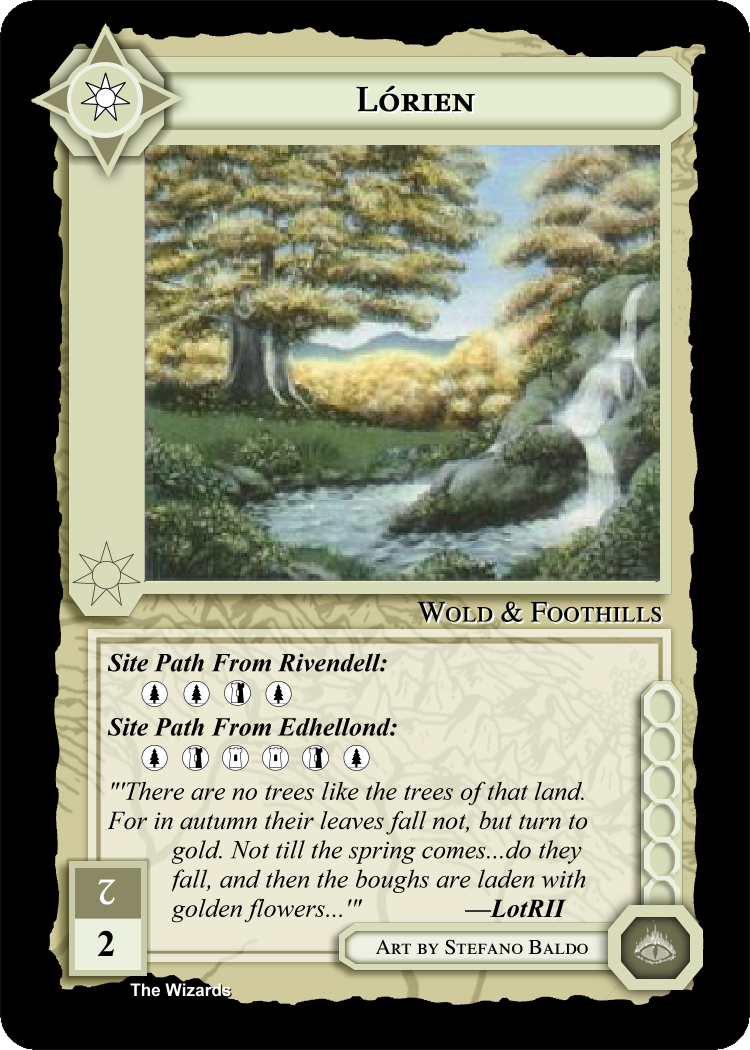 Lórien
Wold & Foothills
Site Path From Rivendell:
Site Path From Edhellond:
"'There are no trees like the trees of that land.
For in autumn their leaves fall not, but turn to
gold. Not till the spring comes...do they
fall, and then the boughs are laden with
golden flowers...'" —LotRII
2
2
Art by Stefano Baldo
The Wizards